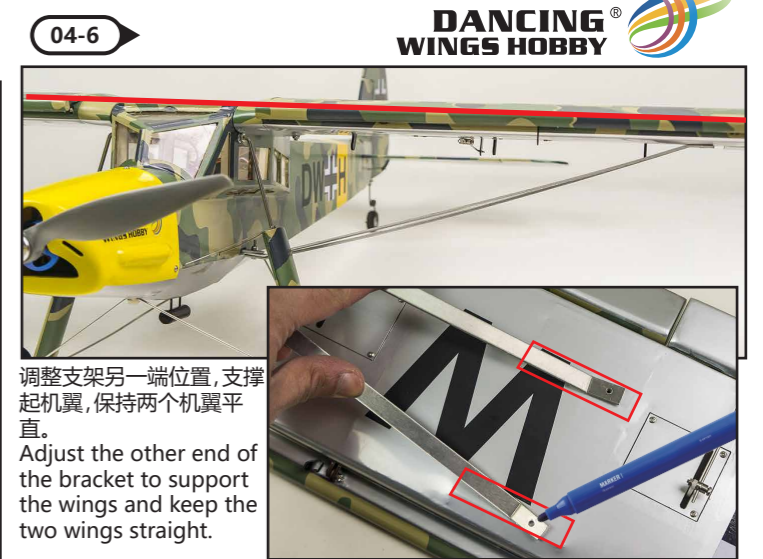 04-6
DANCING®
WINGS HOBBY
DW H
WINGS HOBBY
调整支架另一端位置,支撑
起机翼,保持两个机翼平
直。
Adjust the other end of
the bracket to support
the wings and keep the
two wings straight.
M
MARKER